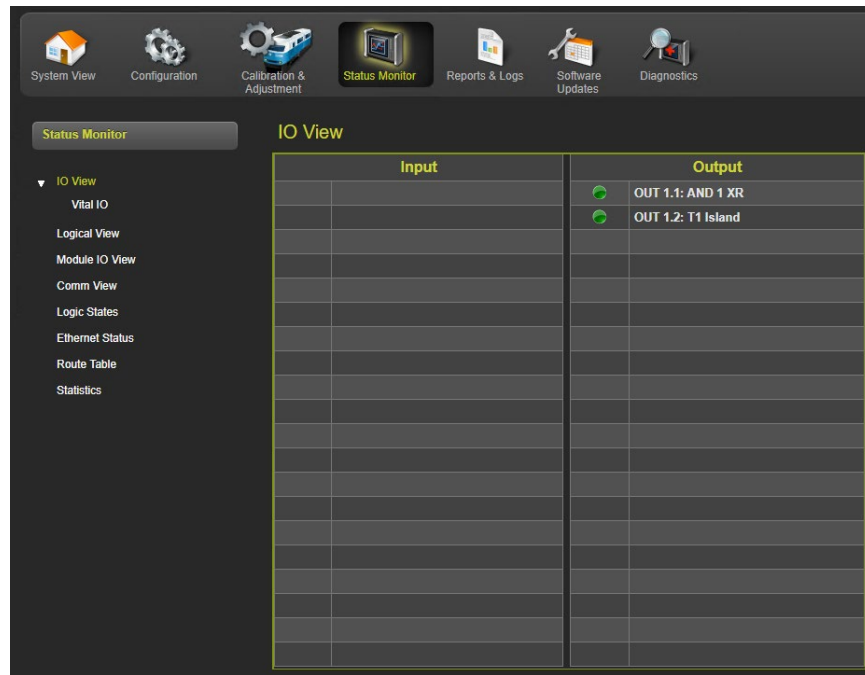 System View
Configuration
Calibration &
Adjustment
Status Monitor
Reports & Logs
Software
Updates
Diagnostics
Status Monitor
IO View
Vital IO
Logical View
Module IO View
Comm View
Logic States
Ethernet Status
Route Table
Statistics
IO View
Input
Output
OUT 1.1: AND 1 XR
OUT 1.2: T1 Island